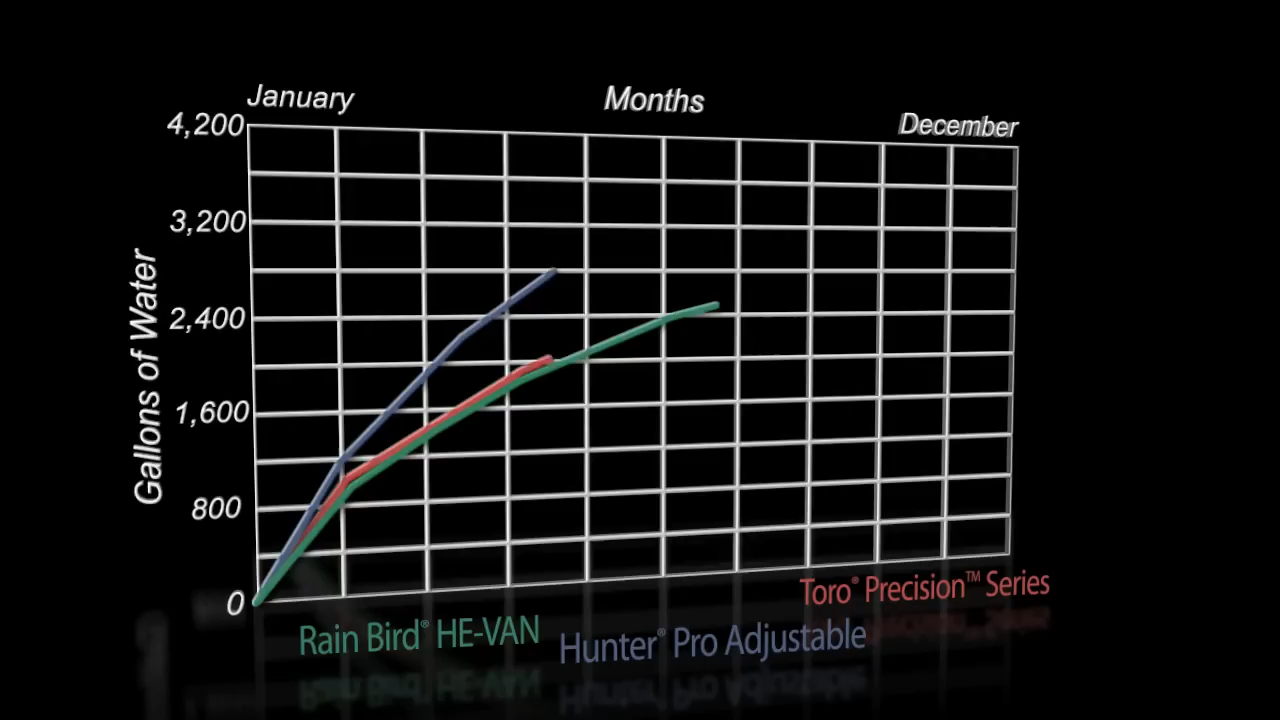 January
Months
December
4,200
3,200
2,400
1,600
800
0
Gallons of Water
Rain Bird® HE-VAN
Hunter® Pro Adjustable
Toro® Precision™ Series